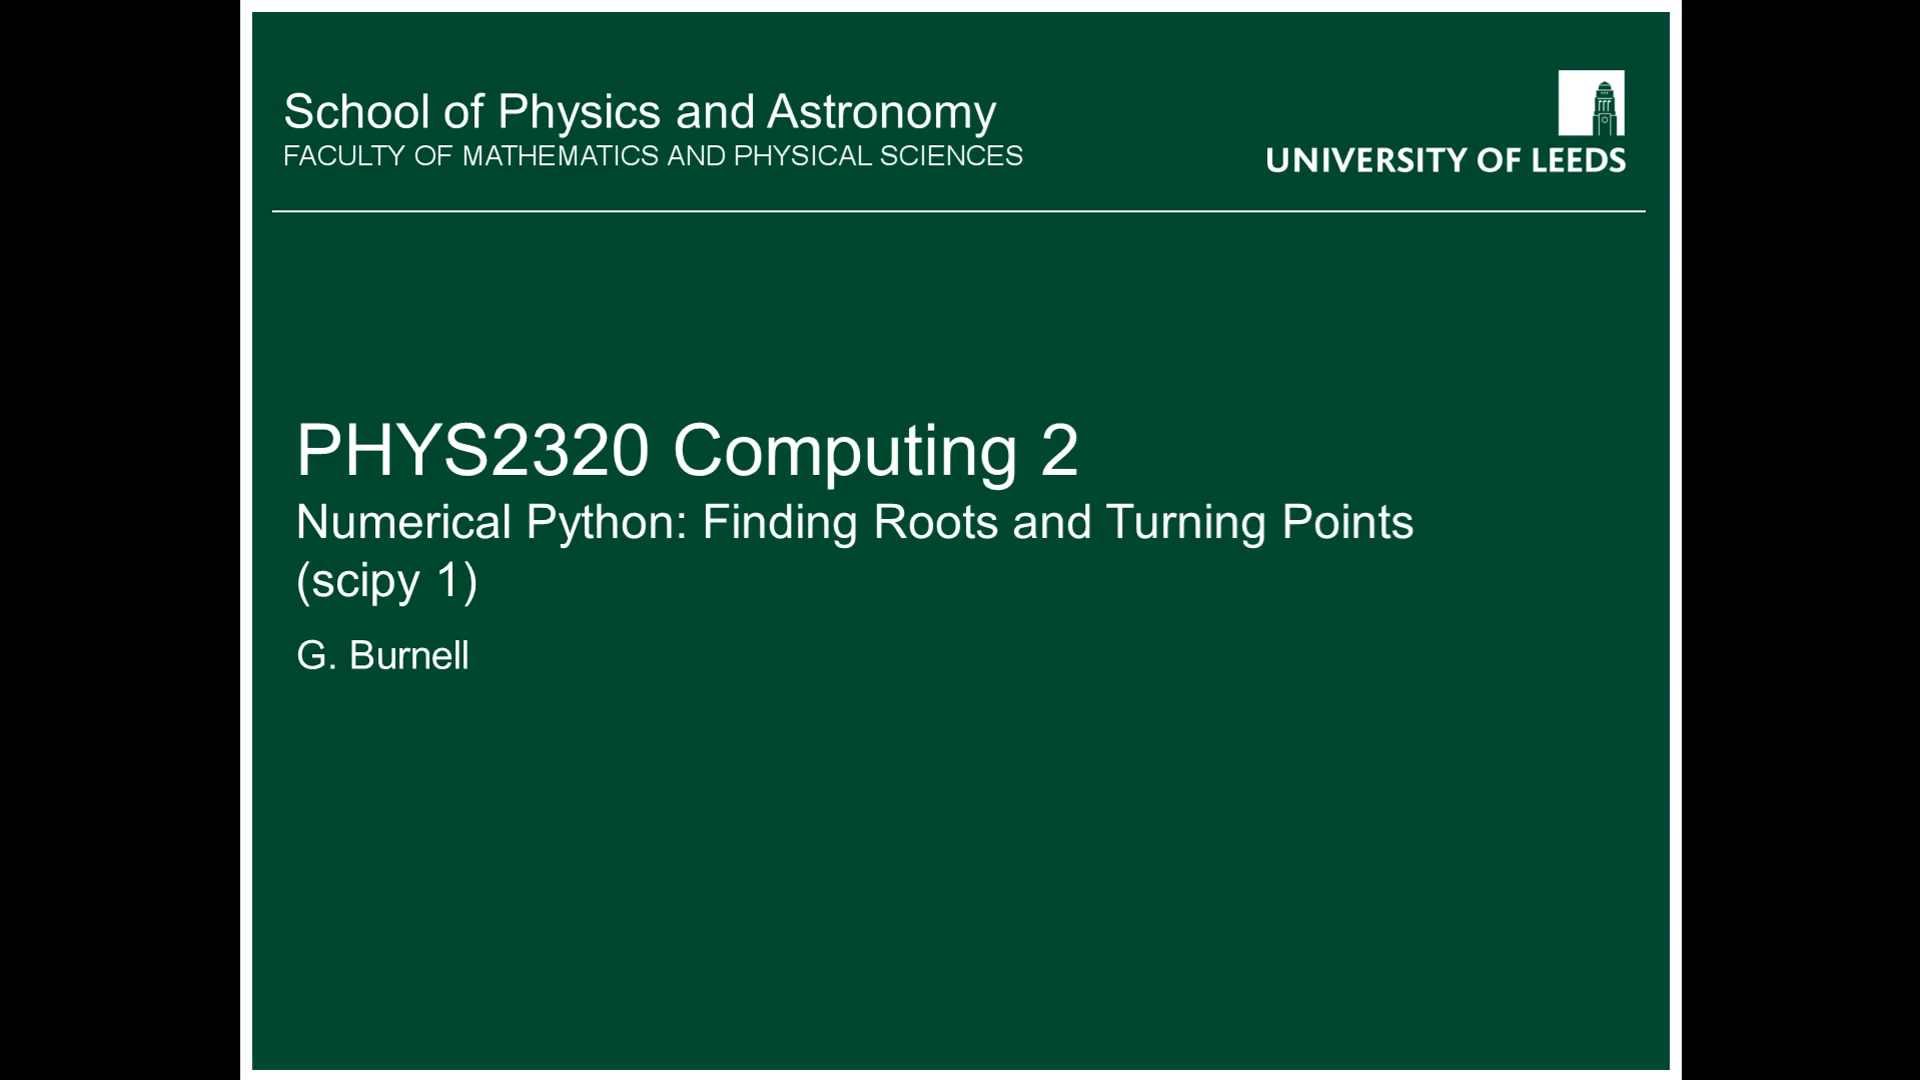 School of Physics and Astronomy
FACULTY OF MATHEMATICS AND PHYSICAL SCIENCES
UNIVERSITY OF LEEDS
PHYS2320 Computing 2
Numerical Python: Finding Roots and Turning Points
(scipy 1)
G. Burnell